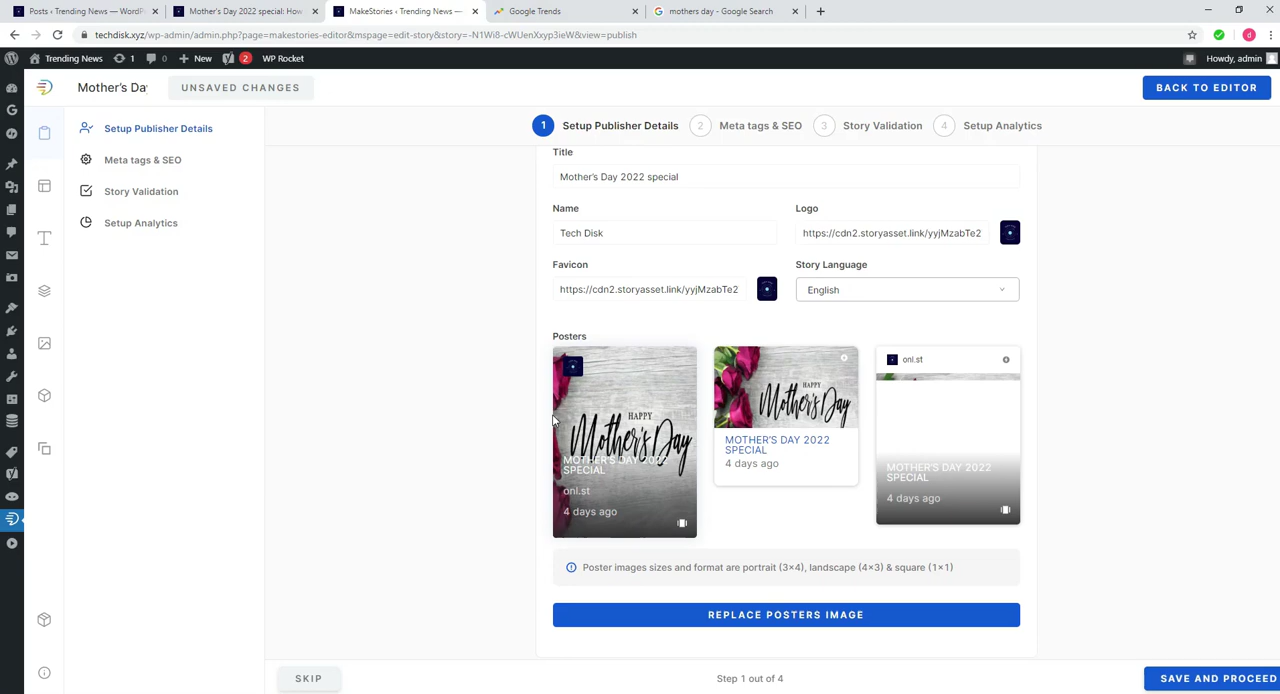 Posts ‹ Trending News — WordPr
Mother's Day 2022 special: How
MakeStories ‹ Trending News —
Google Trends
mothers day - Google Search
techdisk.xyz/wp-admin/admin.php?page=makestories-editor&mspage=edit-story&story=-N1Wi8-cWUenXxyp3ieW&view=publish
Trending News
1
0
New
2
WP Rocket
Howdy, admin
Mother's Day
UNSAVED CHANGES
BACK TO EDITOR
Setup Publisher Details
Meta tags & SEO
Story Validation
Setup Analytics
1 Setup Publisher Details
2 Meta tags & SEO
3 Story Validation
4 Setup Analytics
Title
Mother's Day 2022 special
Name
Logo
Tech Disk
https://cdn2.storyasset.link/yyjMzabTe2
Favicon
Story Language
https://cdn2.storyasset.link/yyjMzabTe2
English
Posters
HAPPY
Mother's Day
MOTHER'S DAY 2022
SPECIAL
onl.st
4 days ago
HAPPY
Mother's Day
MOTHER'S DAY 2022
SPECIAL
4 days ago
onl.st
MOTHER'S DAY 2022
SPECIAL
4 days ago
Poster images sizes and format are portrait (3×4), landscape (4×3) & square (1×1)
REPLACE POSTERS IMAGE
SKIP
Step 1 out of 4
SAVE AND PROCEED